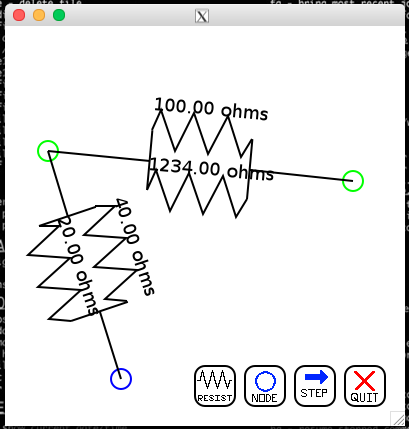 - delete file
fg - bring most recent jo
X
100.00 ohms
1234.00 ohms
20.00 ohms
40.00 ohms
RESIST
NODE
STEP
QUIT